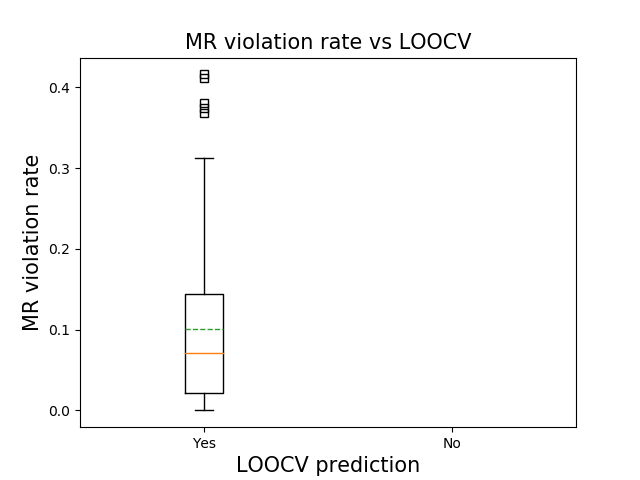 MR violation rate vs LOOCV
MR violation rate
0.4
0.3
0.2
0.1
0.0
Yes
No
LOOCV prediction